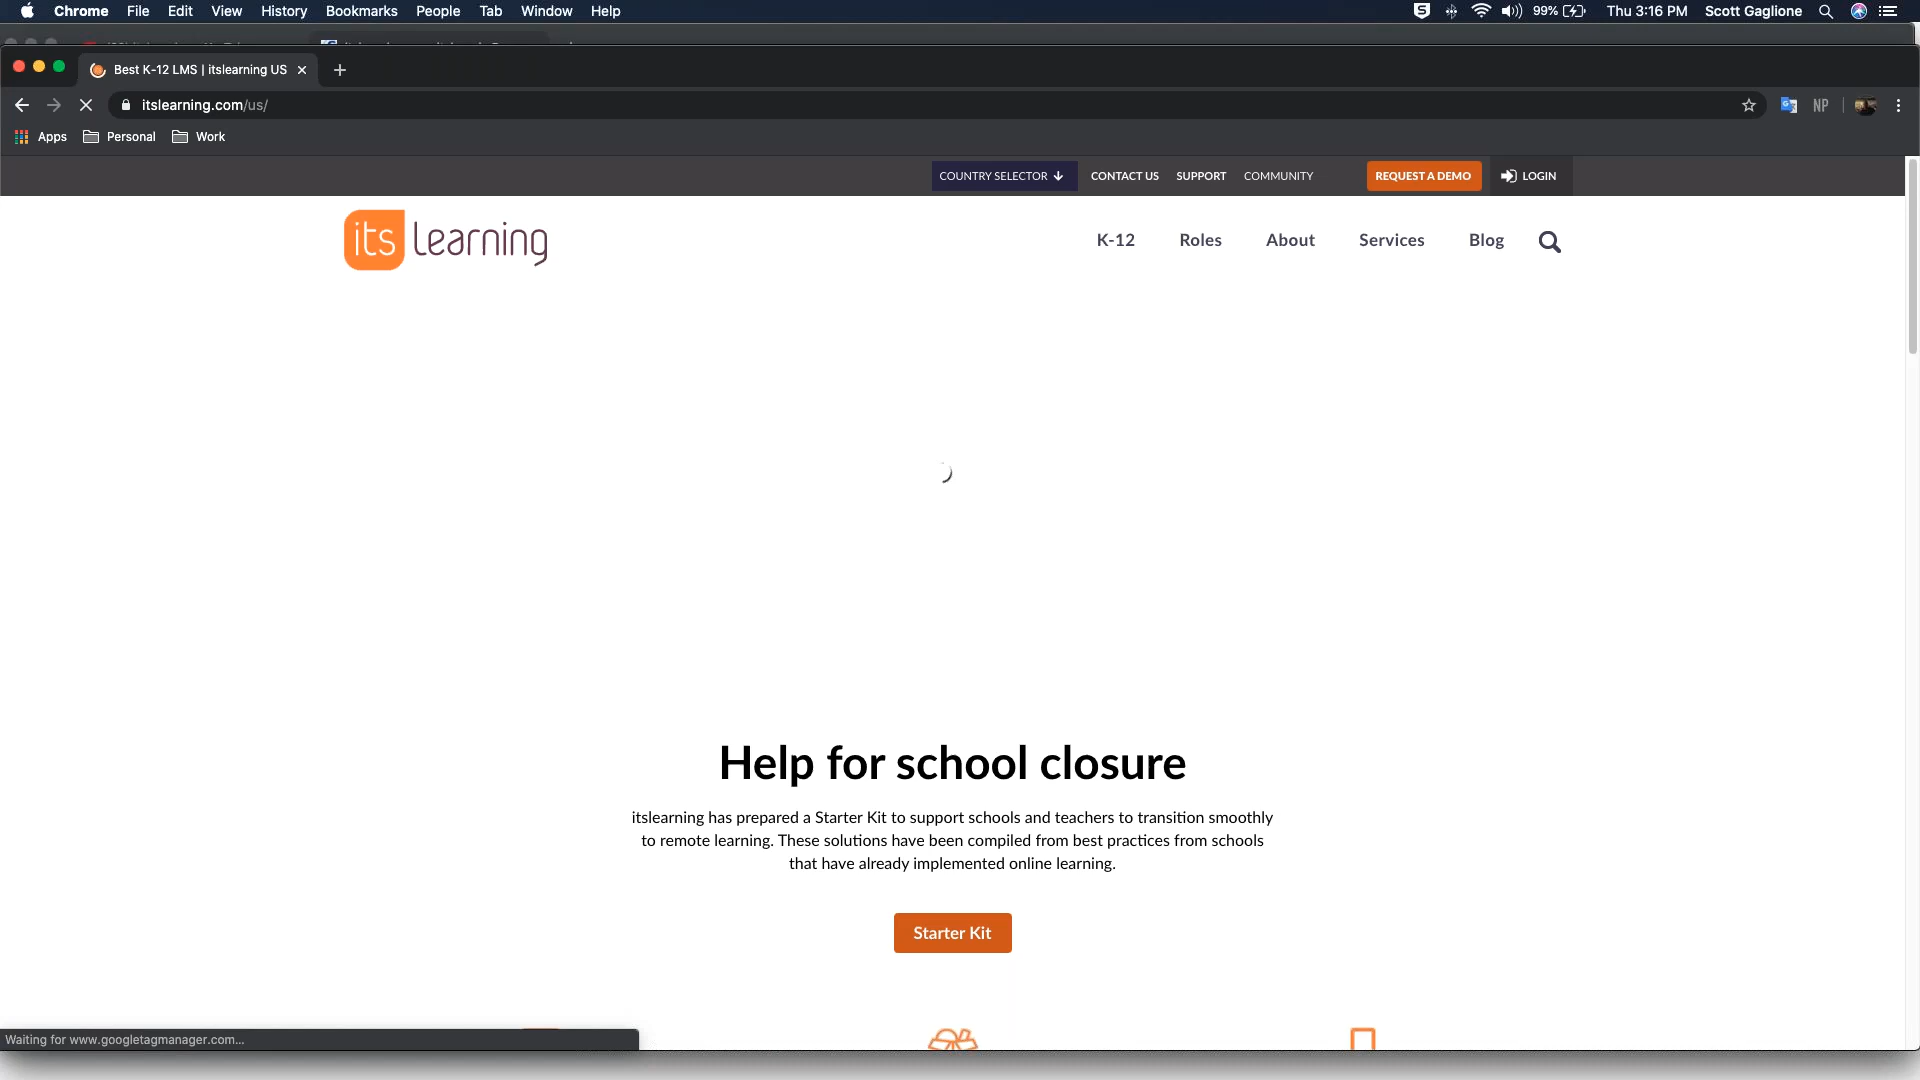 Chrome File Edit View History Bookmarks People Tab Window Help
99% Thu 3:16 PM Scott Gaglione
Best K-12 LMS | itslearning US
itslearning.com/us/
NP
Apps Personal Work
COUNTRY SELECTOR CONTACT US SUPPORT COMMUNITY REQUEST A DEMO LOGIN
its learning
K-12 Roles About Services Blog
Help for school closure
itslearning has prepared a Starter Kit to support schools and teachers to transition smoothly
to remote learning. These solutions have been compiled from best practices from schools
that have already implemented online learning.
Starter Kit
Waiting for www.googletagmanager.com...